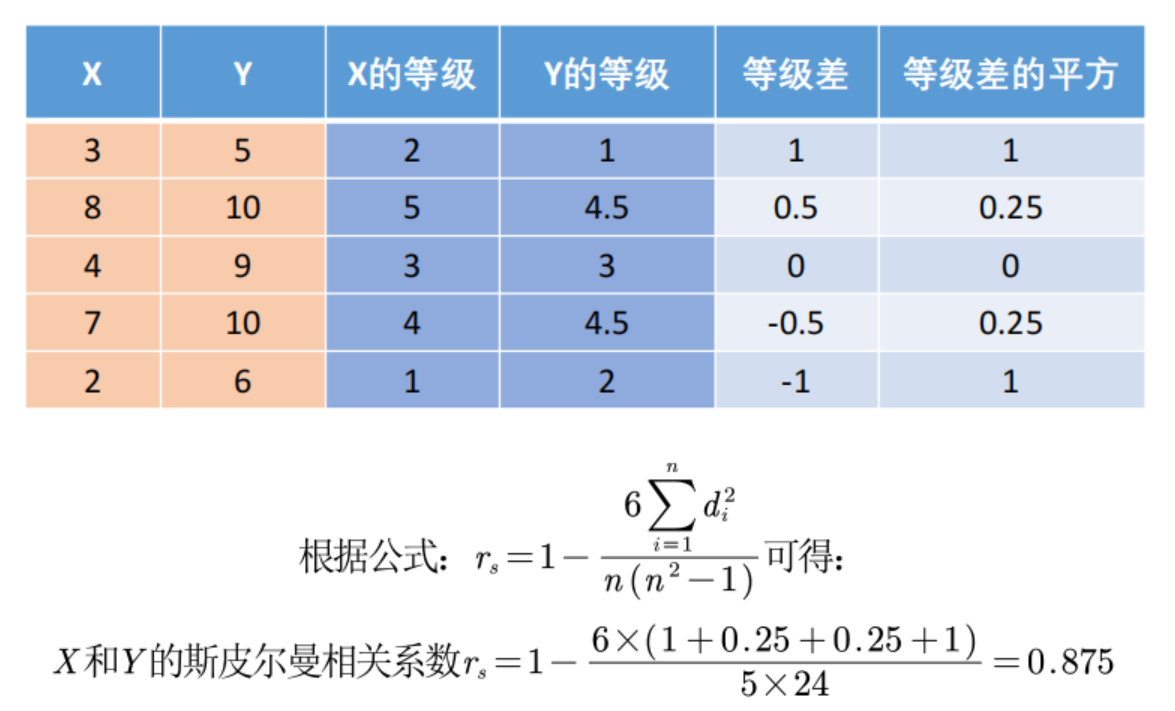 X Y X的等级 Y的等级 等级差 等级差的平方
3 5 2 1 1 1
8 10 5 4.5 0.5 0.25
4 9 3 3 0 0
7 10 4 4.5 -0.5 0.25
2 6 1 2 -1 1
根据公式：$r_s=1-\frac{6\sum_{i=1}^{n}d_i^2}{n(n^2-1)}$可得：
X和Y的斯皮尔曼相关系数$r_s=1-\frac{6×(1+0.25+0.25+1)}{5×24}=0.875$